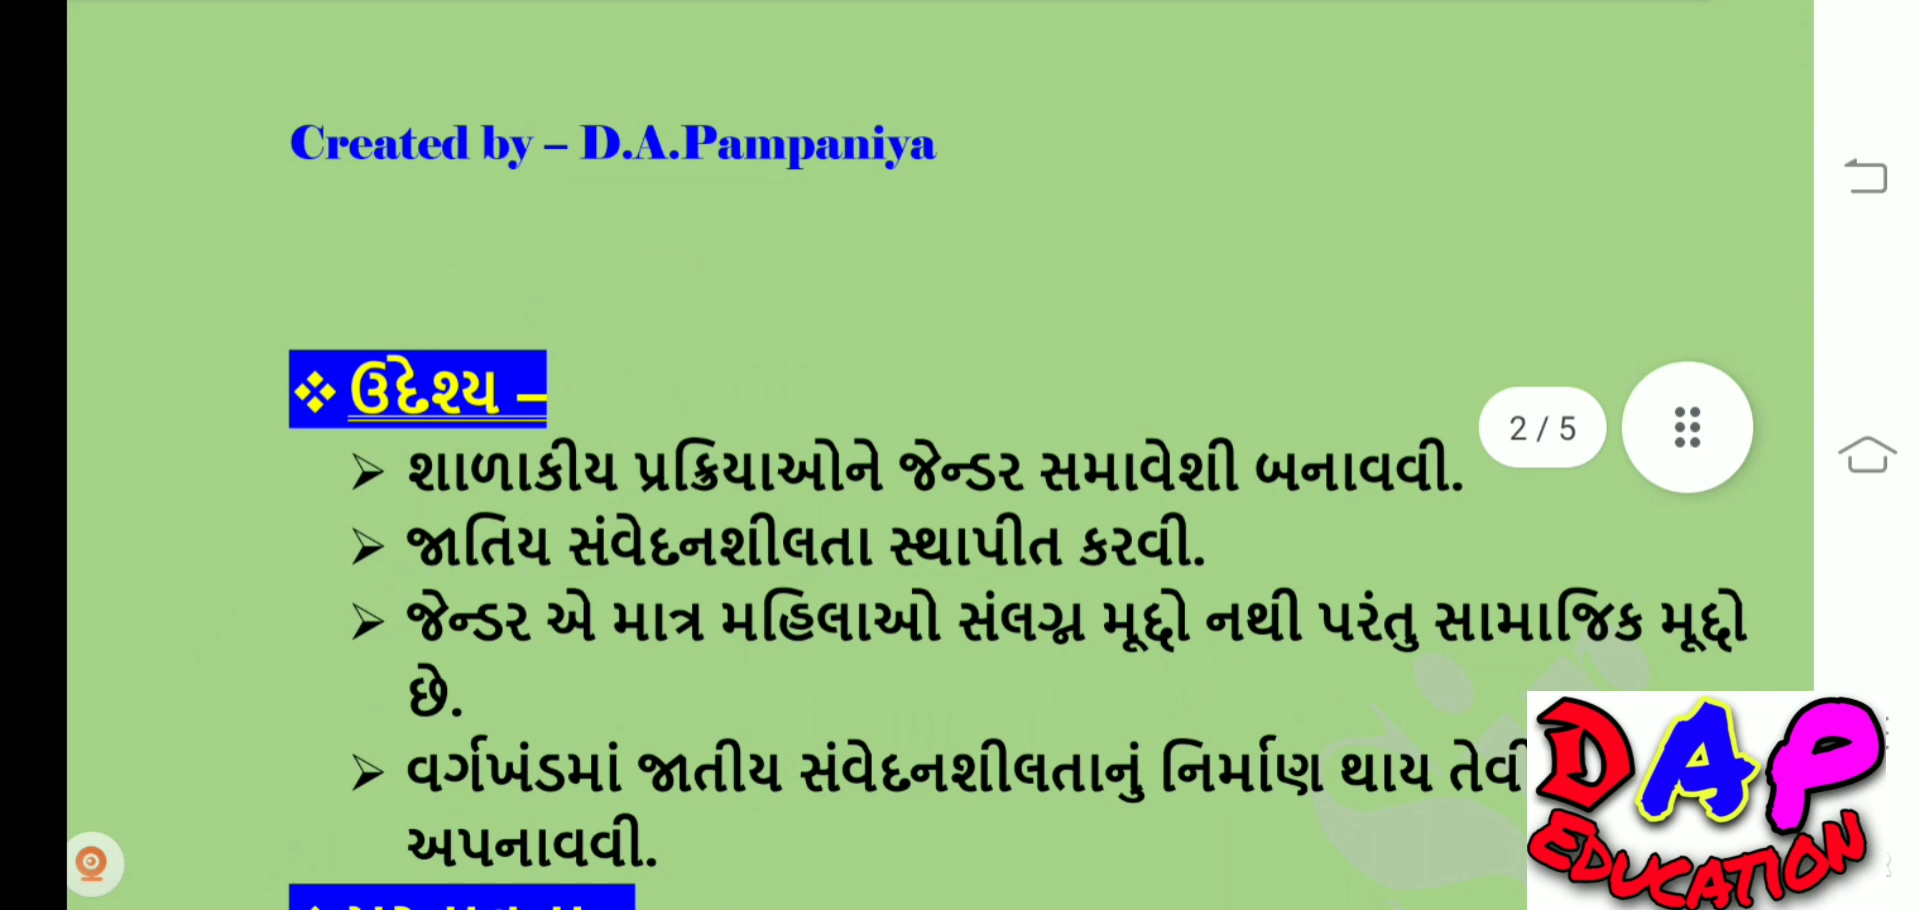 Created by – D.A.Pampaniya
❖ ઉદેશ્ય –
2 / 5
➢ શાળાકીય પ્રક્રિયાઓને જેન્ડર સમાવેશી બનાવવી.
➢ જાતિય સંવેદનશીલતા સ્થાપીત કરવી.
➢ જેન્ડર એ માત્ર મહિલાઓ સંલગ્ન મૂદ્દો નથી પરંતુ સામાજિક મૂદ્દો
છે.
➢ વર્ગખંડમાં જાતીય સંવેદનશીલતાનું નિર્માણ થાય તેવી
અપનાવવી.
DAP
EDUCATION